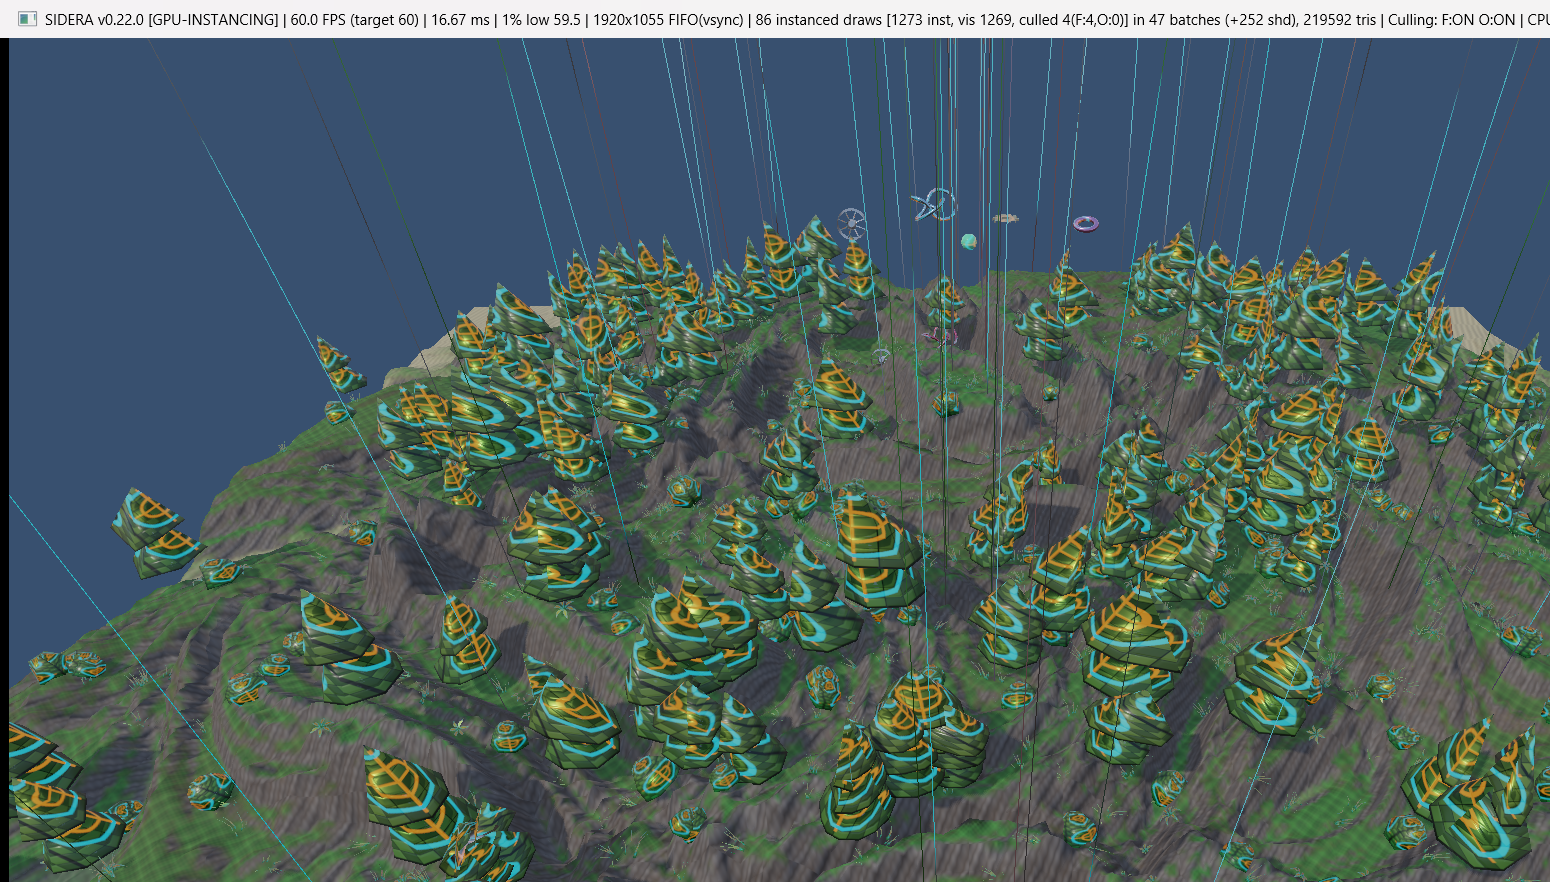 SIDERA v0.22.0 [GPU-INSTANCING] | 60.0 FPS (target 60) | 16.67 ms | 1% low 59.5 | 1920x1055 FIFO(vsync) | 86 instanced draws [1273 inst, vis 1269, culled 4(F:4,O:0)] in 47 batches (+252 shd), 219592 tris | Culling: F:ON O:ON |